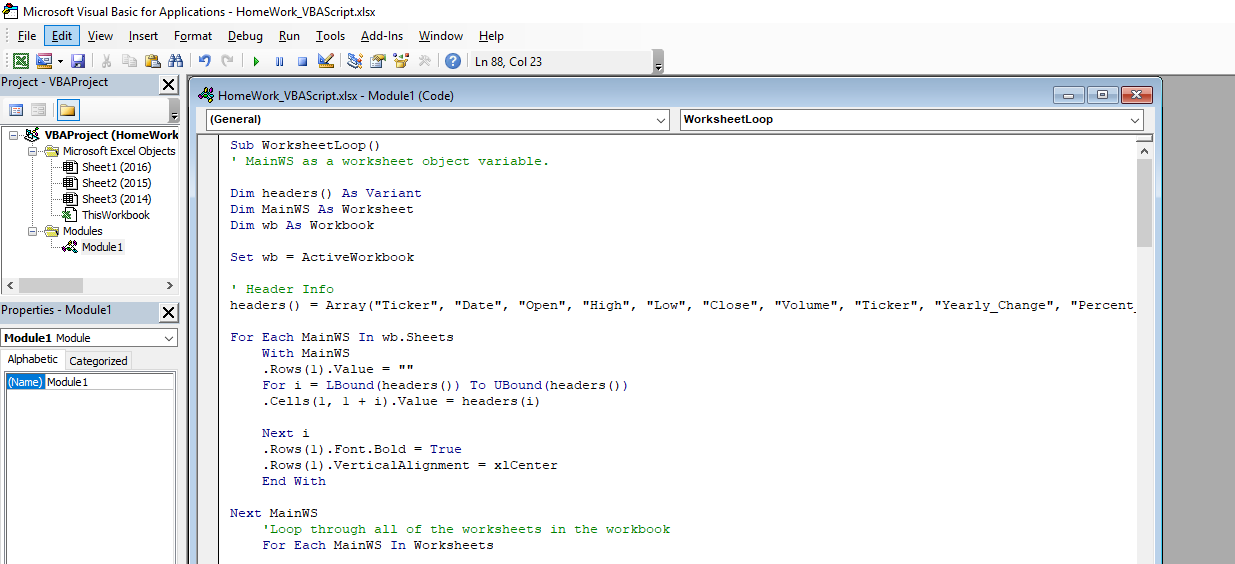 Microsoft Visual Basic for Applications - HomeWork_VBAScript.xlsx
File Edit View Insert Format Debug Run Tools Add-Ins Window Help
Ln 88, Col 23
Project - VBAProject
VBAProject (HomeWork
Microsoft Excel Objects
Sheet1 (2016)
Sheet2 (2015)
Sheet3 (2014)
ThisWorkbook
Modules
Module1
Properties - Module1
Module1 Module
Alphabetic Categorized
(Name) Module1
HomeWork_VBAScript.xlsx - Module1 (Code)
(General) WorksheetLoop
Sub WorksheetLoop()
' MainWS as a worksheet object variable.
Dim headers() As Variant
Dim MainWS As Worksheet
Dim wb As Workbook
Set wb = ActiveWorkbook
' Header Info
headers() = Array("Ticker", "Date", "Open", "High", "Low", "Close", "Volume", "Ticker", "Yearly_Change", "Percent_
For Each MainWS In wb.Sheets
With MainWS
.Rows(1).Value = ""
For i = LBound(headers()) To UBound(headers())
.Cells(1, 1 + i).Value = headers(i)
Next i
.Rows(1).Font.Bold = True
.Rows(1).VerticalAlignment = xlCenter
End With
Next MainWS
'Loop through all of the worksheets in the workbook
For Each MainWS In Worksheets